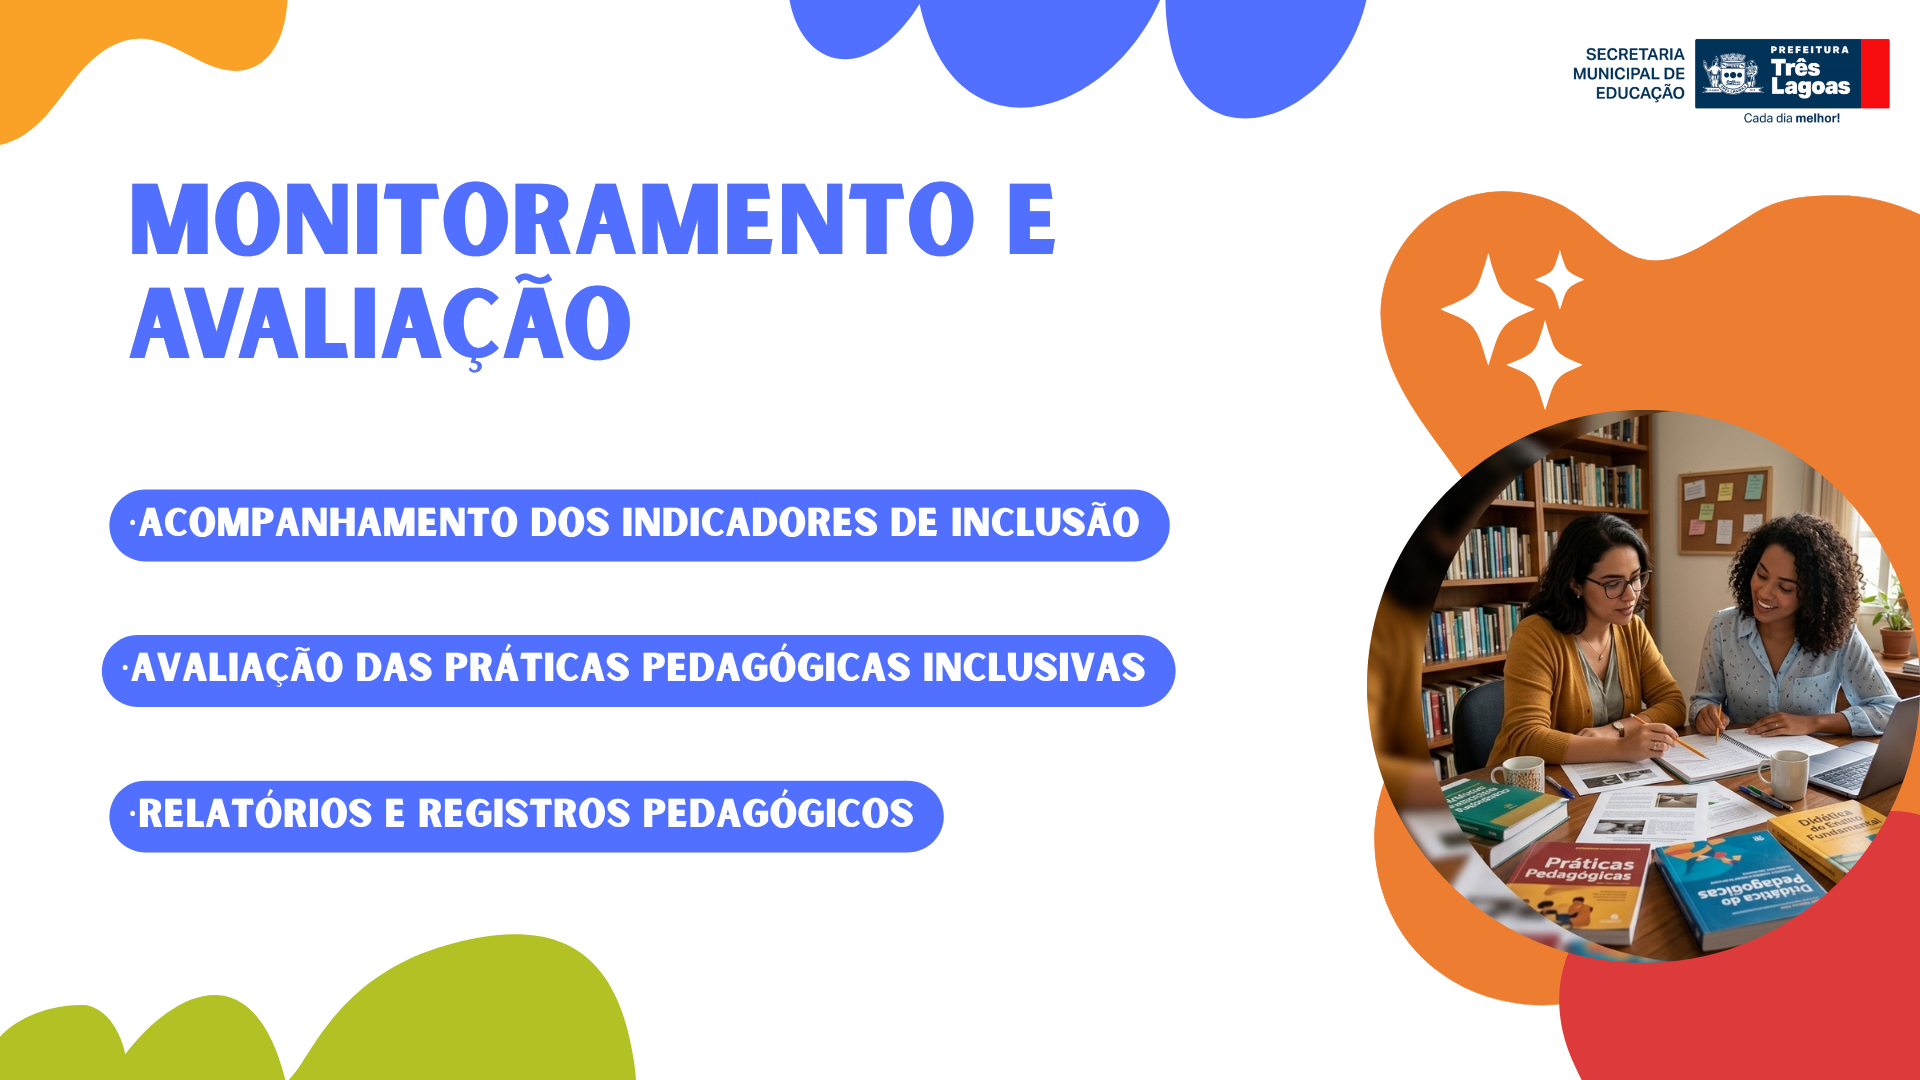 SECRETARIA
MUNICIPAL DE
EDUCAÇÃO
PREFEITURA
Três
Lagoas
Cada dia melhor!
MONITORAMENTO E
AVALIAÇÃO
·ACOMPANHAMENTO DOS INDICADORES DE INCLUSÃO
·AVALIAÇÃO DAS PRÁTICAS PEDAGÓGICAS INCLUSIVAS
·RELATÓRIOS E REGISTROS PEDAGÓGICOS
Didática
do Ensino
Fundamental
Práticas
Pedagógicas
Didática do
Pedagógicas